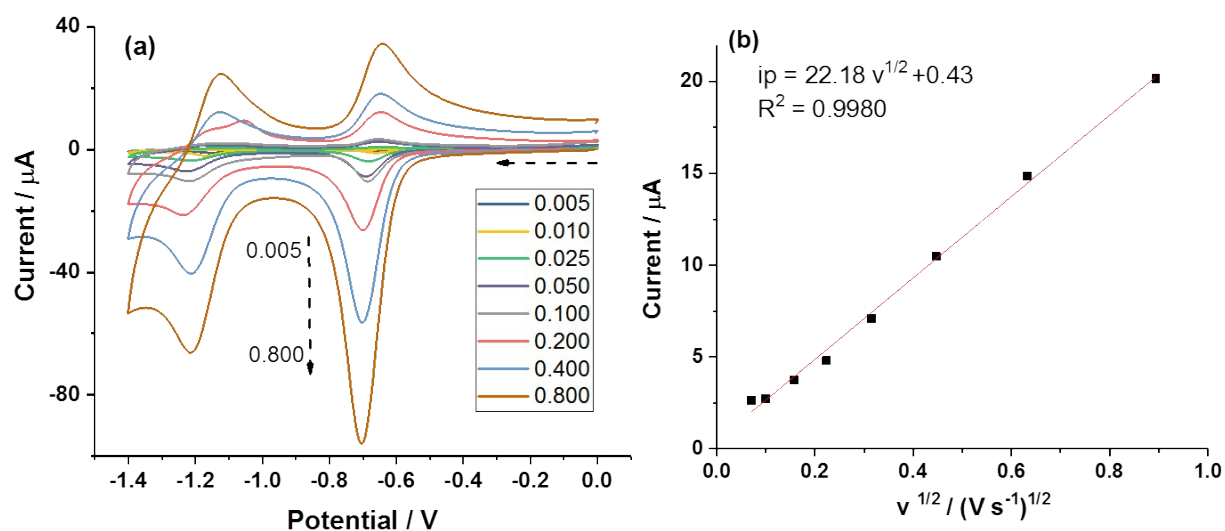 (a)
40
0
-40
-80
Current / μA
0.005
0.800
0.005
0.010
0.025
0.050
0.100
0.200
0.400
0.800
-1.4 -1.2 -1.0 -0.8 -0.6 -0.4 -0.2 0.0
Potential / V
(b)
ip = 22.18 v^1/2 +0.43
R² = 0.9980
20
15
10
5
0
Current / μA
0.0 0.2 0.4 0.6 0.8 1.0
v ^1/2 / (V s^-1)^1/2